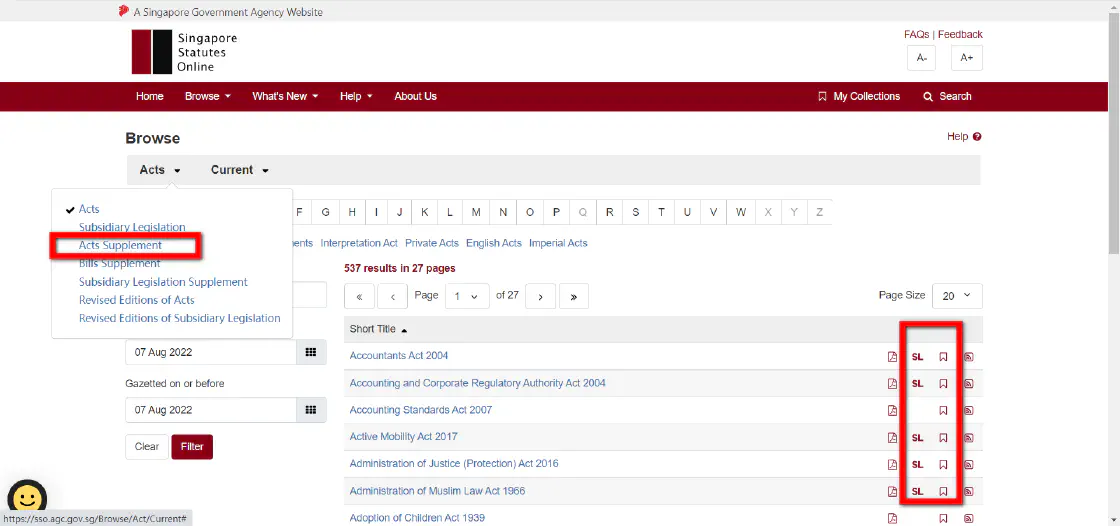 A Singapore Government Agency Website
Singapore
Statutes
Online
FAQs | Feedback
A- A+
Home Browse What's New Help About Us My Collections Search
Browse
Help
Acts Current
Acts
Subsidiary Legislation
Acts Supplement
Bills Supplement
Subsidiary Legislation Supplement
Revised Editions of Acts
Revised Editions of Subsidiary Legislation
F G H I J K L M N O P Q R S T U V W X Y Z
nents Interpretation Act Private Acts English Acts Imperial Acts
537 results in 27 pages
« ‹ Page 1 of 27 › » Page Size 20
Short Title
07 Aug 2022
Gazetted on or before
07 Aug 2022
Clear Filter
Accountants Act 2004 SL
Accounting and Corporate Regulatory Authority Act 2004 SL
Accounting Standards Act 2007
Active Mobility Act 2017 SL
Administration of Justice (Protection) Act 2016 SL
Administration of Muslim Law Act 1966 SL
Adoption of Children Act 1939
https://sso.agc.gov.sg/Browse/Act/Current#